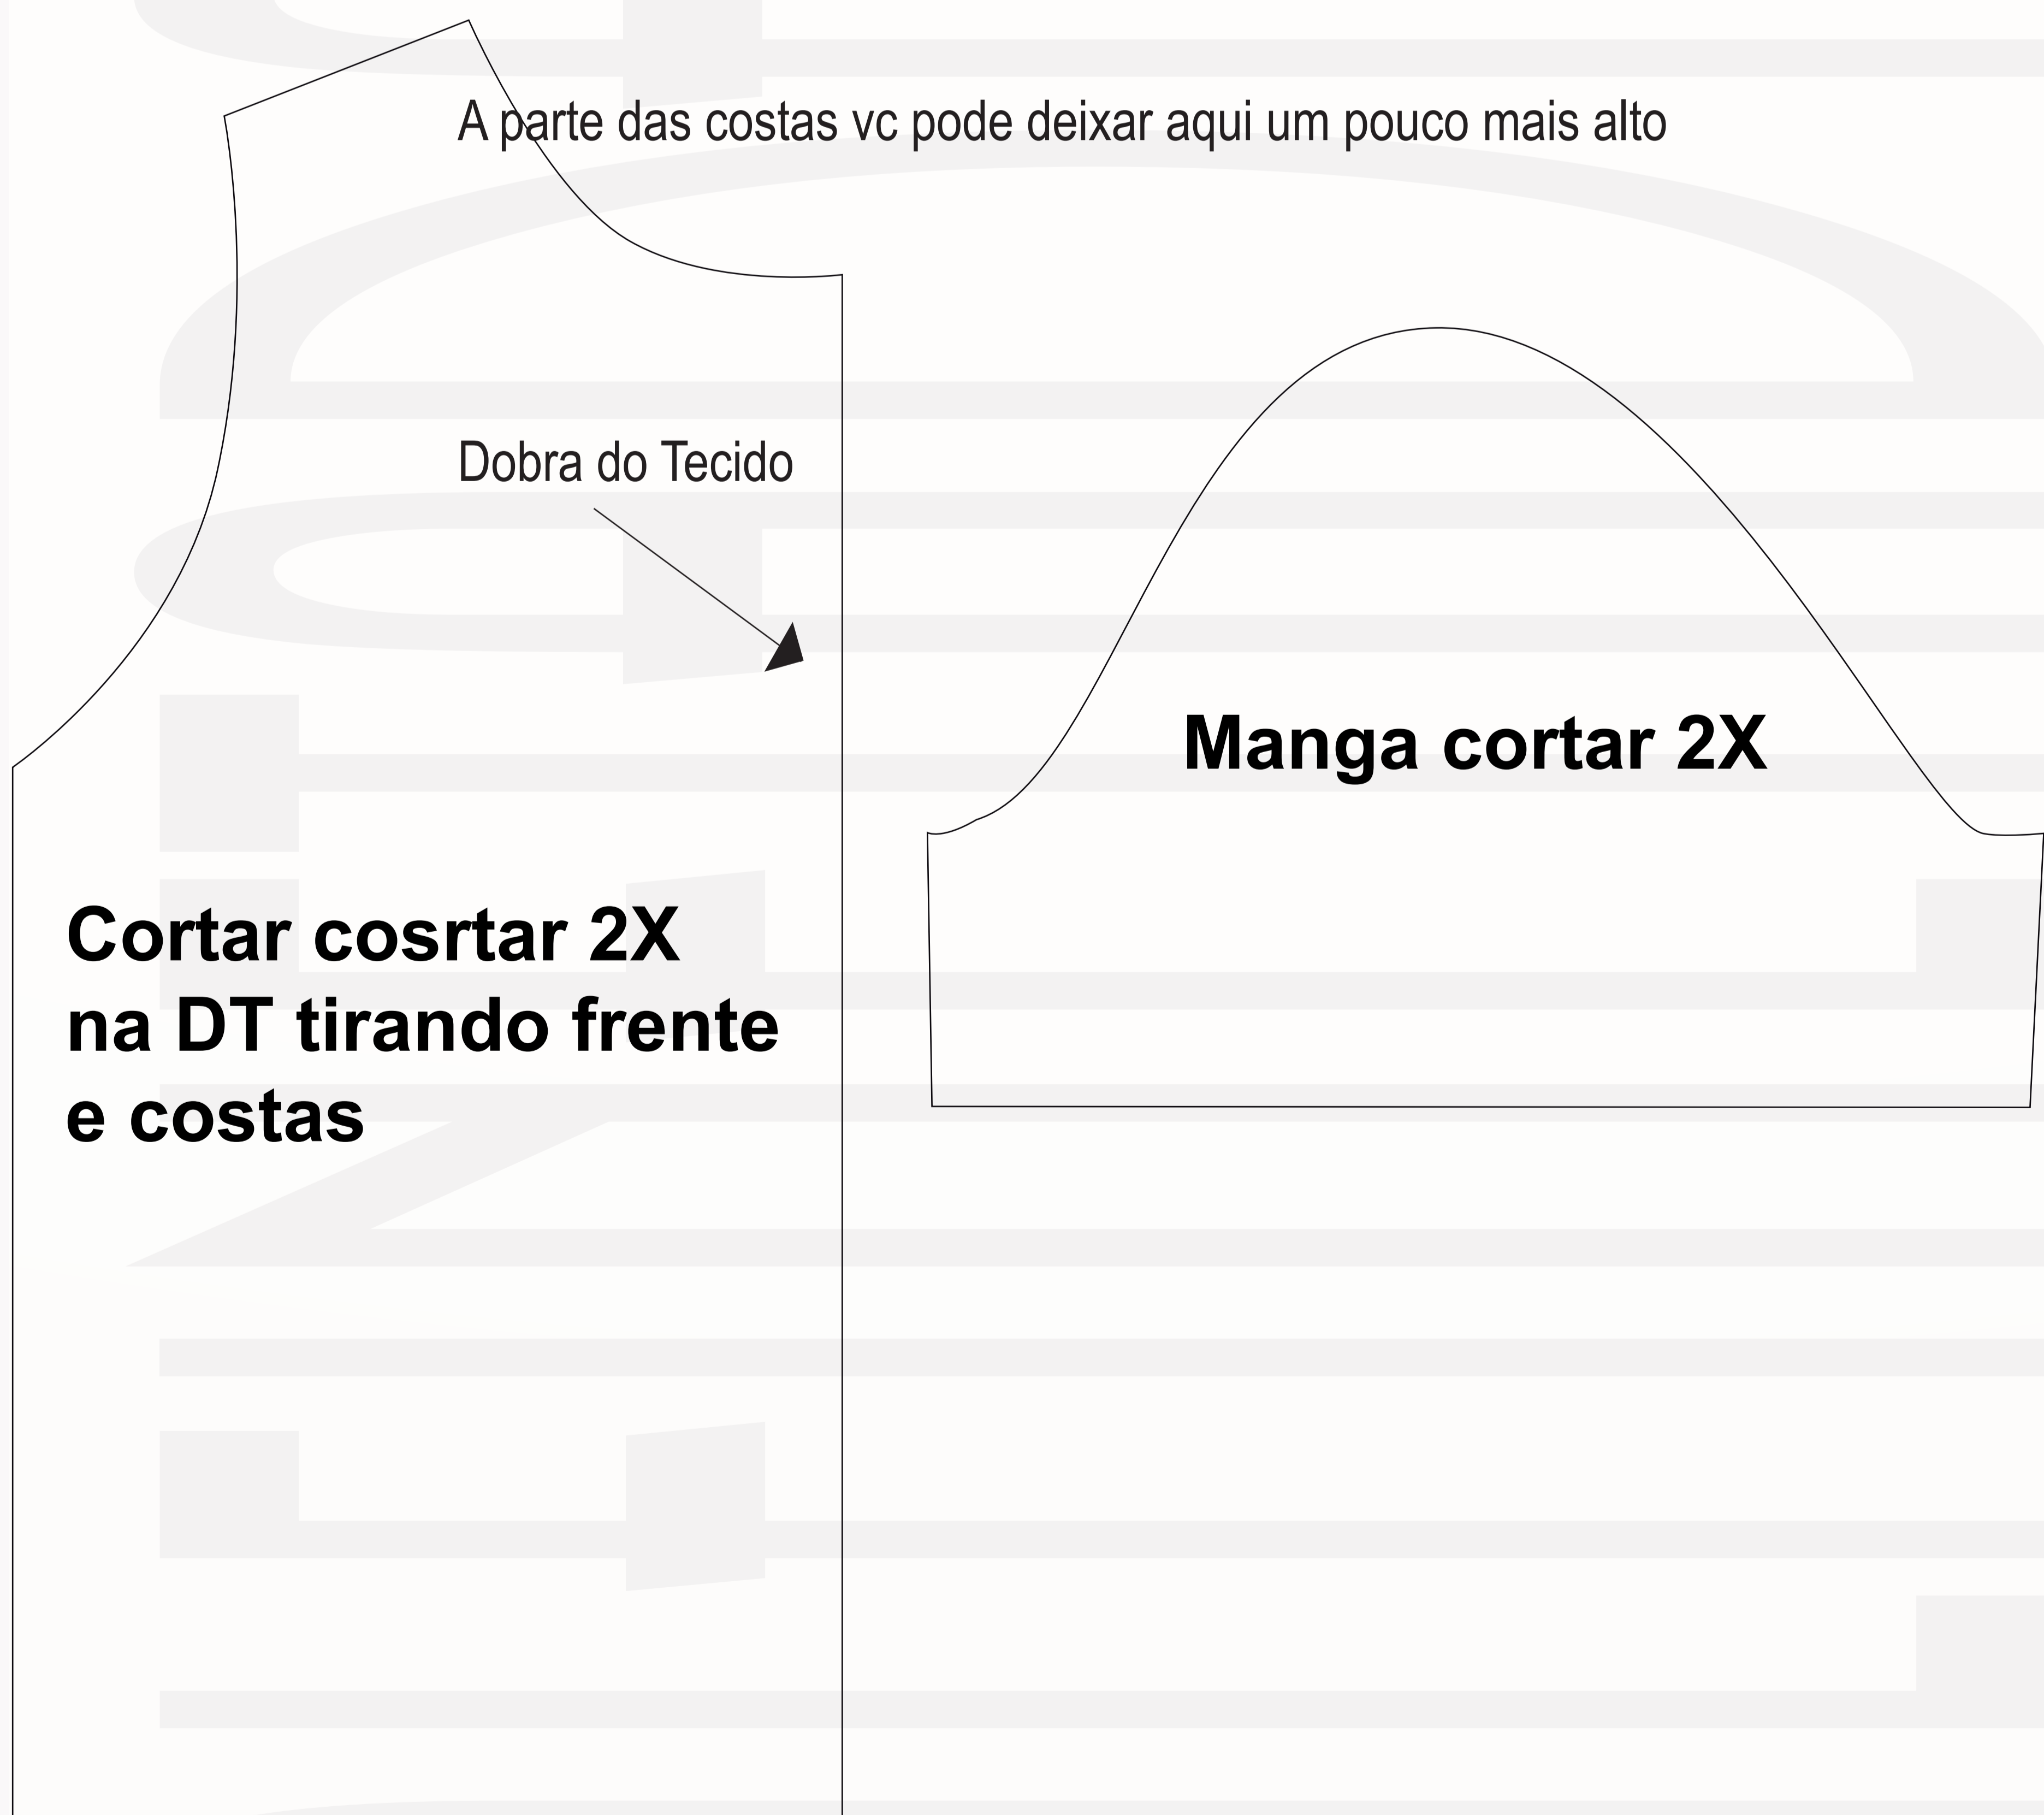 A parte das costas vc pode deixar aqui um pouco mais alto
Dobra do Tecido
Manga cortar 2X
Cortar cosrtar 2X
na DT tirando frente
e costas